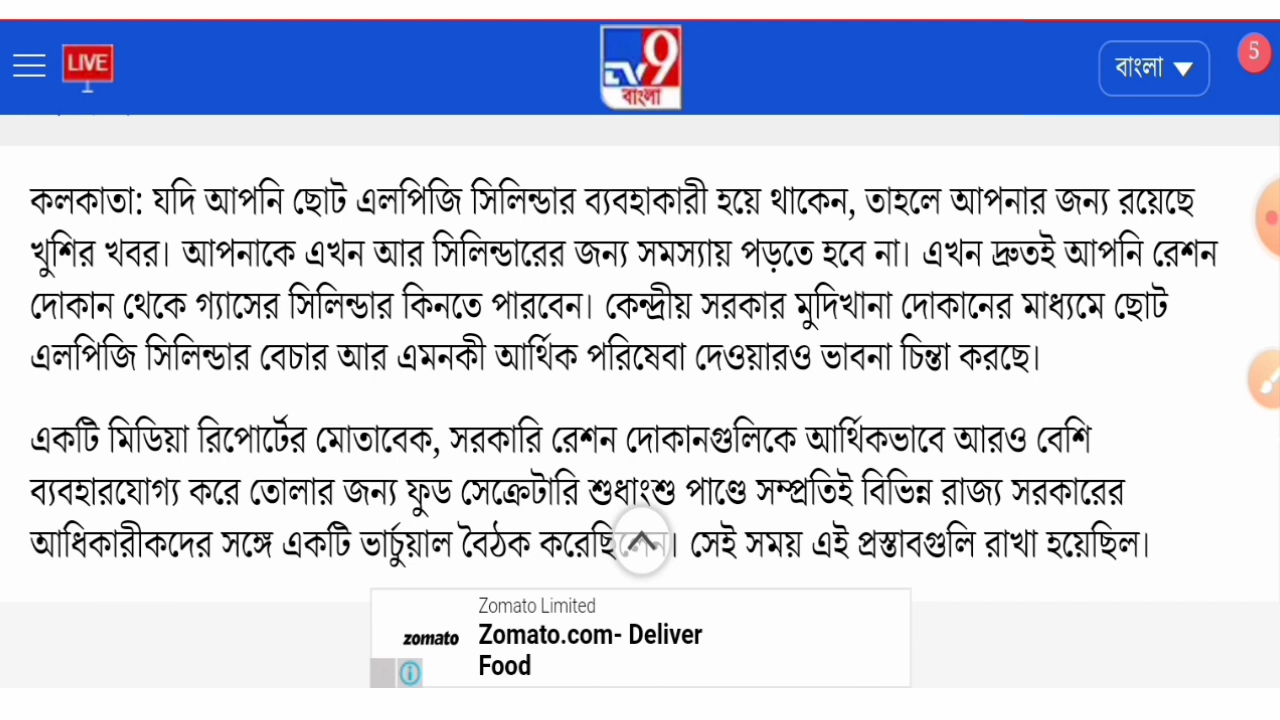 LIVE
TV9
বাংলা
বাংলা
5
কলকাতা: যদি আপনি ছোট এলপিজি সিলিন্ডার ব্যবহাকারী হয়ে থাকেন, তাহলে আপনার জন্য রয়েছে
খুশির খবর। আপনাকে এখন আর সিলিন্ডারের জন্য সমস্যায় পড়তে হবে না। এখন দ্রুতই আপনি রেশন
দোকান থেকে গ্যাসের সিলিন্ডার কিনতে পারবেন। কেন্দ্রীয় সরকার মুদিখানা দোকানের মাধ্যমে ছোট
এলপিজি সিলিন্ডার বেচার আর এমনকী আর্থিক পরিষেবা দেওয়ারও ভাবনা চিন্তা করছে।
একটি মিডিয়া রিপোর্টের মোতাবেক, সরকারি রেশন দোকানগুলিকে আর্থিকভাবে আরও বেশি
ব্যবহারযোগ্য করে তোলার জন্য ফুড সেক্রেটারি শুধাংশু পাণ্ডে সম্প্রতিই বিভিন্ন রাজ্য সরকারের
আধিকারীকদের সঙ্গে একটি ভার্চুয়াল বৈঠক করেছিলেন। সেই সময় এই প্রস্তাবগুলি রাখা হয়েছিল।
Zomato Limited
zomato Zomato.com- Deliver
Food